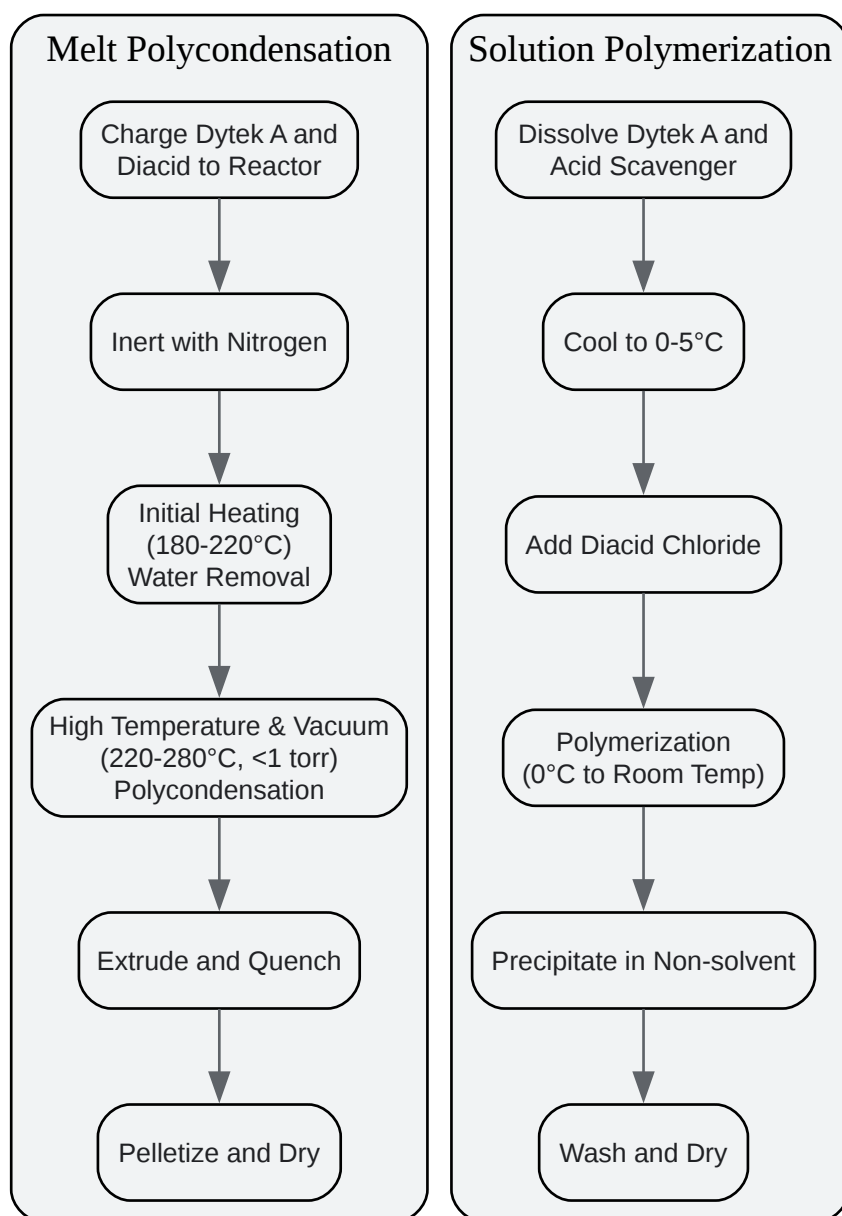 Melt Polycondensation
Charge Dytek A and
Diacid to Reactor
Inert with Nitrogen
Initial Heating
(180-220°C)
Water Removal
High Temperature & Vacuum
(220-280°C, <1 torr)
Polycondensation
Extrude and Quench
Pelletize and Dry
Solution Polymerization
Dissolve Dytek A and
Acid Scavenger
Cool to 0-5°C
Add Diacid Chloride
Polymerization
(0°C to Room Temp)
Precipitate in Non-solvent
Wash and Dry